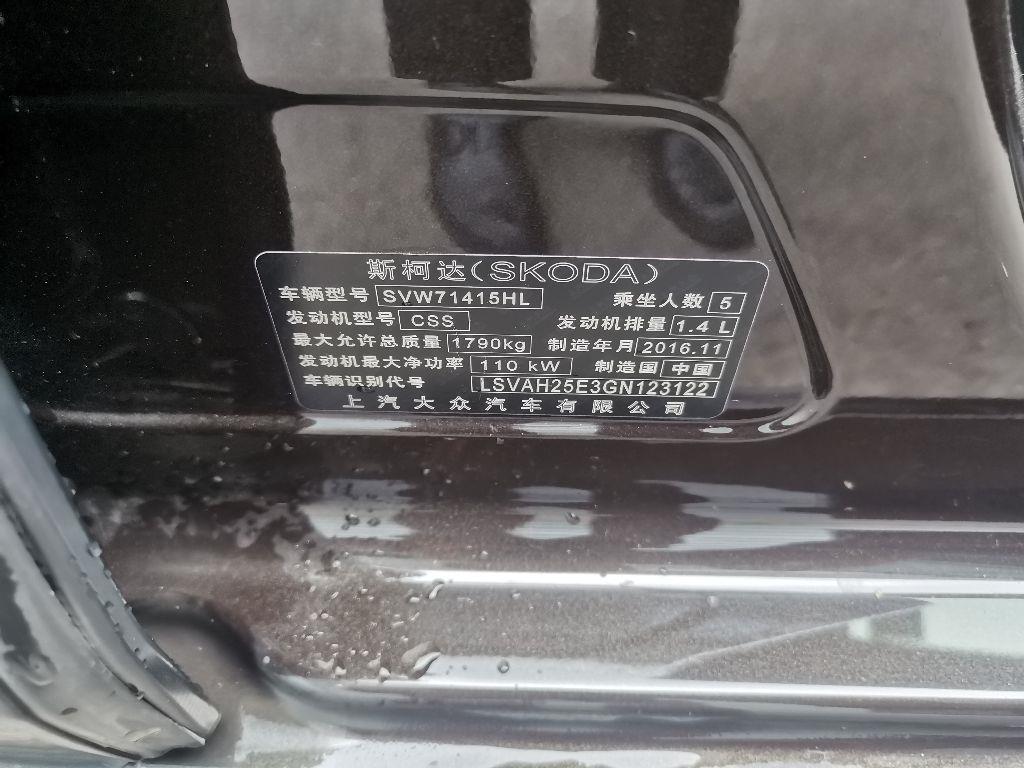 斯柯达(SKODA)
车辆型号 SVW71415HL 乘坐人数 5
发动机型号 CSS 发动机排量 1.4 L
最大允许总质量 1790kg 制造年月 2016.11
发动机最大净功率 110 kW 制造国 中国
车辆识别代号 LSVAH25E3GN123122
上汽大众汽车有限公司